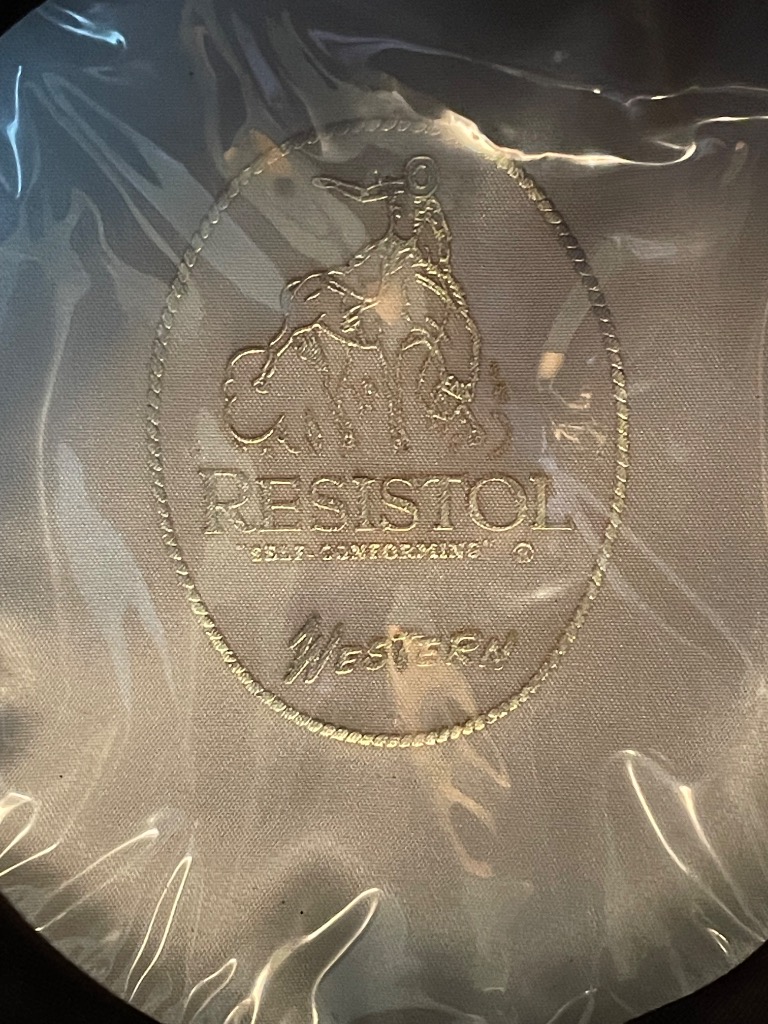 RESISTOL
"SELF-CONFORMING" ®
WESTERN